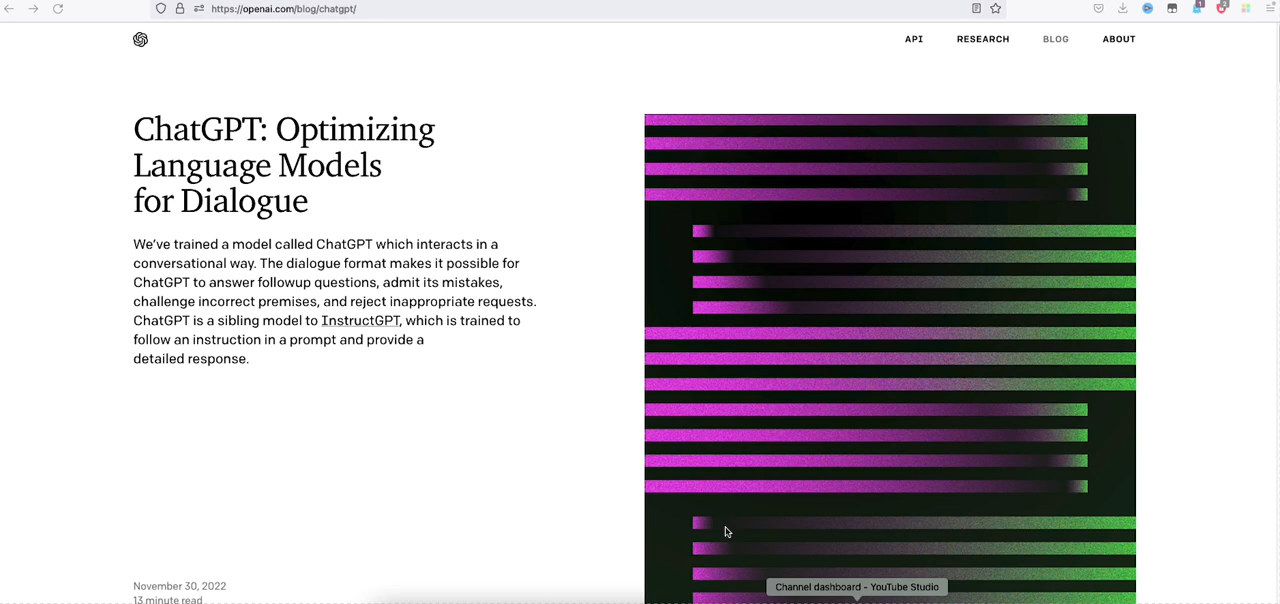 https://openai.com/blog/chatgpt/
1
2
API RESEARCH BLOG ABOUT
ChatGPT: Optimizing
Language Models
for Dialogue
We've trained a model called ChatGPT which interacts in a
conversational way. The dialogue format makes it possible for
ChatGPT to answer followup questions, admit its mistakes,
challenge incorrect premises, and reject inappropriate requests.
ChatGPT is a sibling model to InstructGPT, which is trained to
follow an instruction in a prompt and provide a
detailed response.
November 30, 2022
13 minute read
Channel dashboard - YouTube Studio